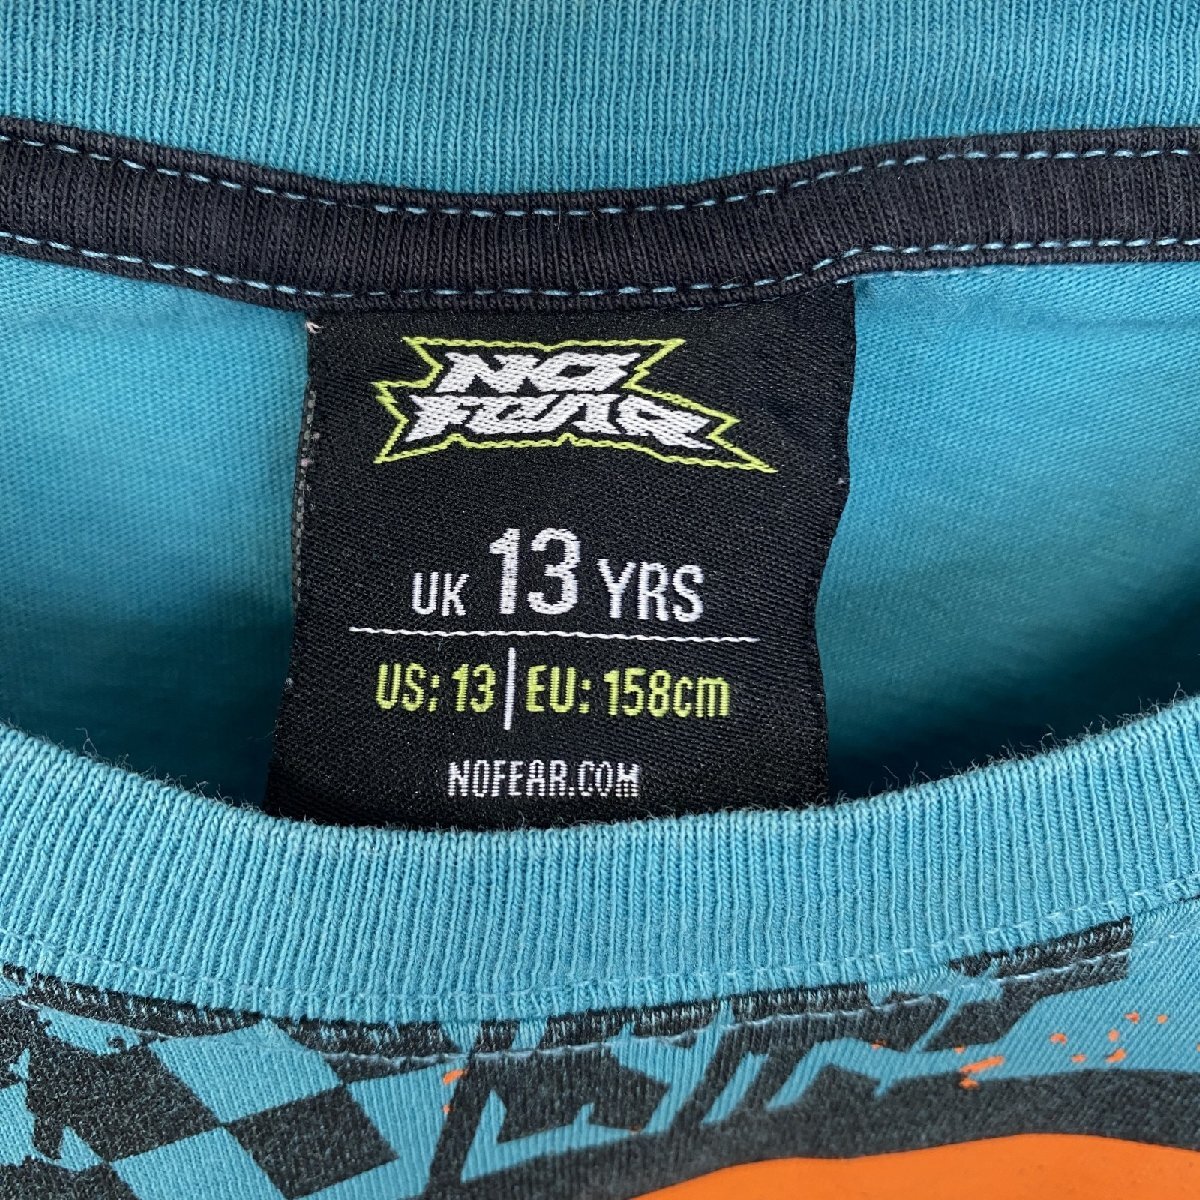 NO
FEAR
UK 13 YRS
US: 13 | EU: 158cm
NOFEAR.COM